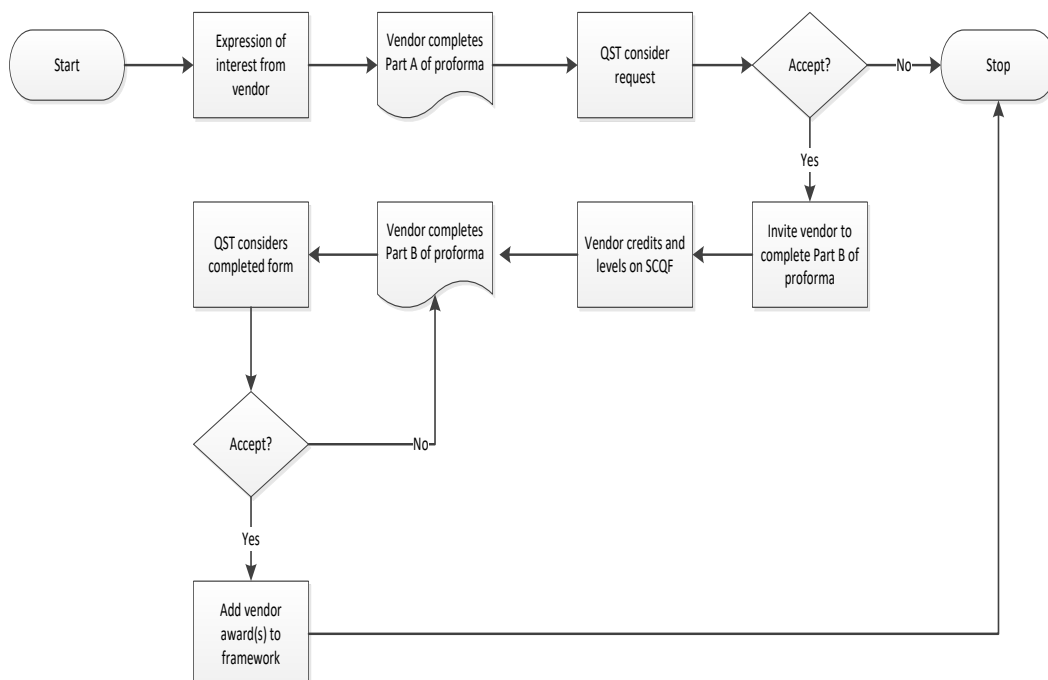 Start
Expression of
interest from
vendor
Vendor completes
Part A of proforma
QST consider
request
Accept?
No
Stop
Yes
Invite vendor to
complete Part B of
proforma
Vendor credits and
levels on SCQF
Vendor completes
Part B of proforma
QST considers
completed form
Accept?
No
Yes
Add vendor
award(s) to
framework